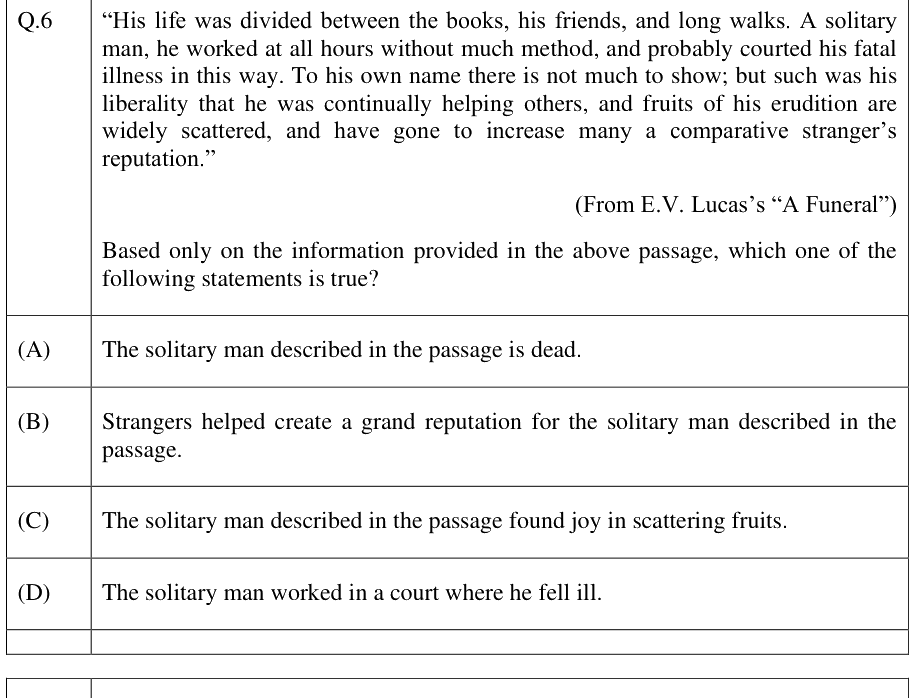 Q.6
“His life was divided between the books, his friends, and long walks. A solitary
man, he worked at all hours without much method, and probably courted his fatal
illness in this way. To his own name there is not much to show; but such was his
liberality that he was continually helping others, and fruits of his erudition are
widely scattered, and have gone to increase many a comparative stranger’s
reputation.”
(From E.V. Lucas’s “A Funeral”)
Based only on the information provided in the above passage, which one of the
following statements is true?
(A) The solitary man described in the passage is dead.
(B) Strangers helped create a grand reputation for the solitary man described in the
passage.
(C) The solitary man described in the passage found joy in scattering fruits.
(D) The solitary man worked in a court where he fell ill.